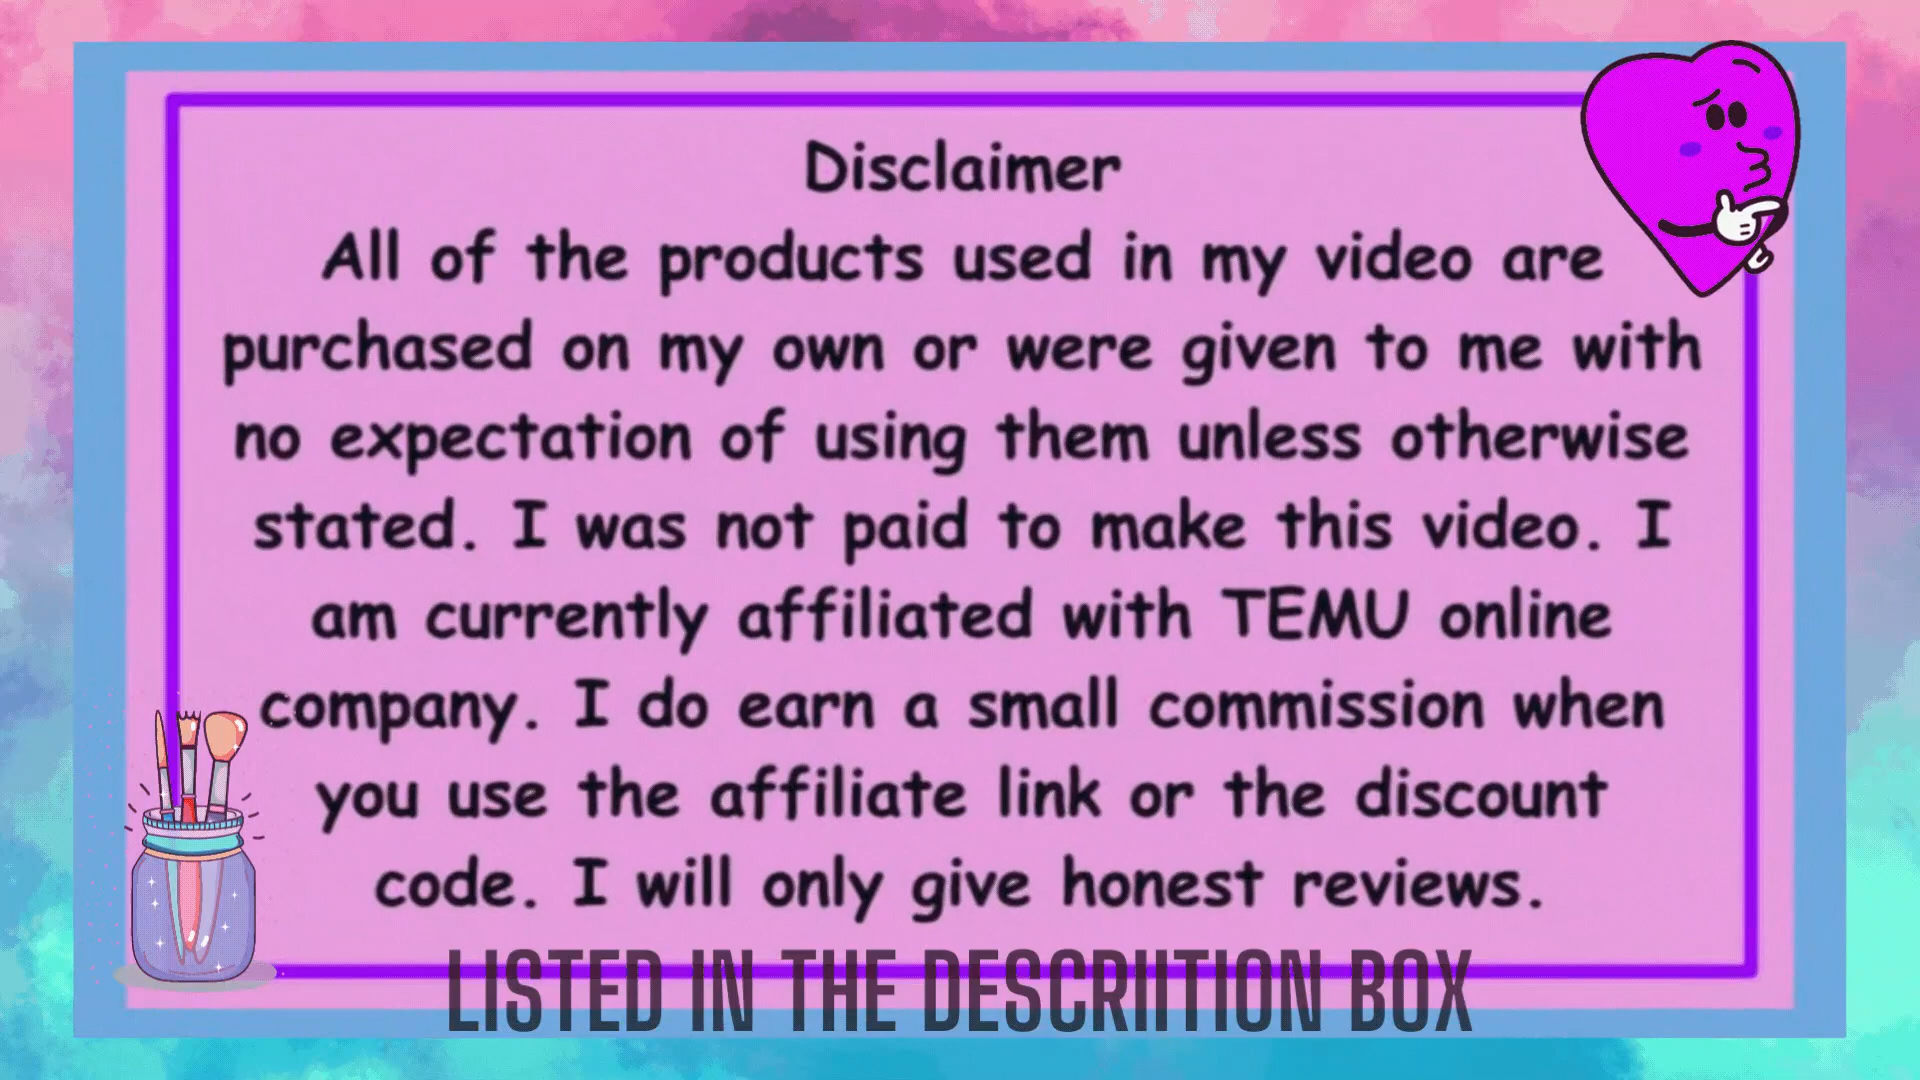 Disclaimer
All of the products used in my video are
purchased on my own or were given to me with
no expectation of using them unless otherwise
stated. I was not paid to make this video. I
am currently affiliated with TEMU online
company. I do earn a small commission when
you use the affiliate link or the discount
code. I will only give honest reviews.
LISTED IN THE DESCRIITION BOX